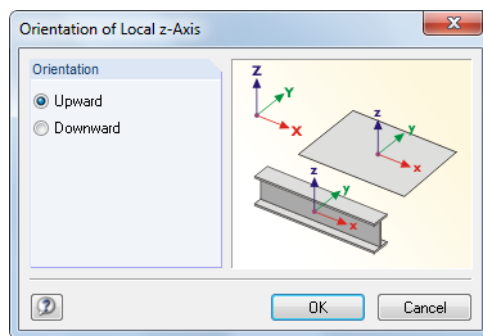 Orientation of Local z-Axis
Orientation
Upward
Downward
Z
Y
X
z
y
x
z
y
x
OK
Cancel